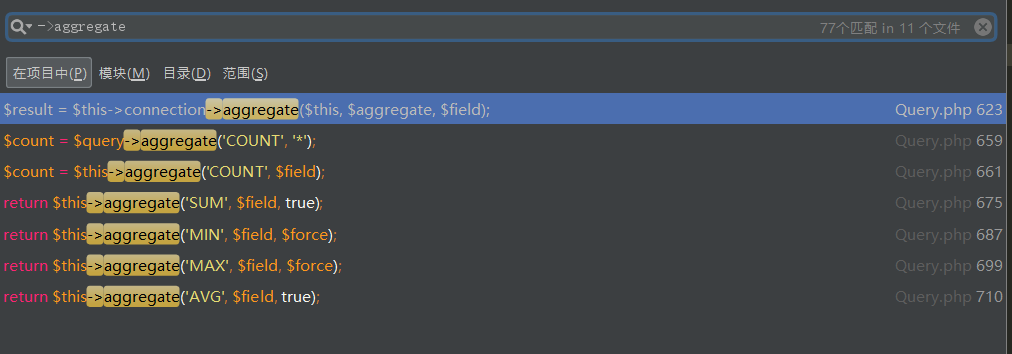 ->aggregate 77个匹配 in 11 个文件
在项目中(P) 模块(M) 目录(D) 范围(S)
$result = $this->connection->aggregate($this, $aggregate, $field); Query.php 623
$count = $query->aggregate('COUNT', '*'); Query.php 659
$count = $this->aggregate('COUNT', $field); Query.php 661
return $this->aggregate('SUM', $field, true); Query.php 675
return $this->aggregate('MIN', $field, $force); Query.php 687
return $this->aggregate('MAX', $field, $force); Query.php 699
return $this->aggregate('AVG', $field, true); Query.php 710